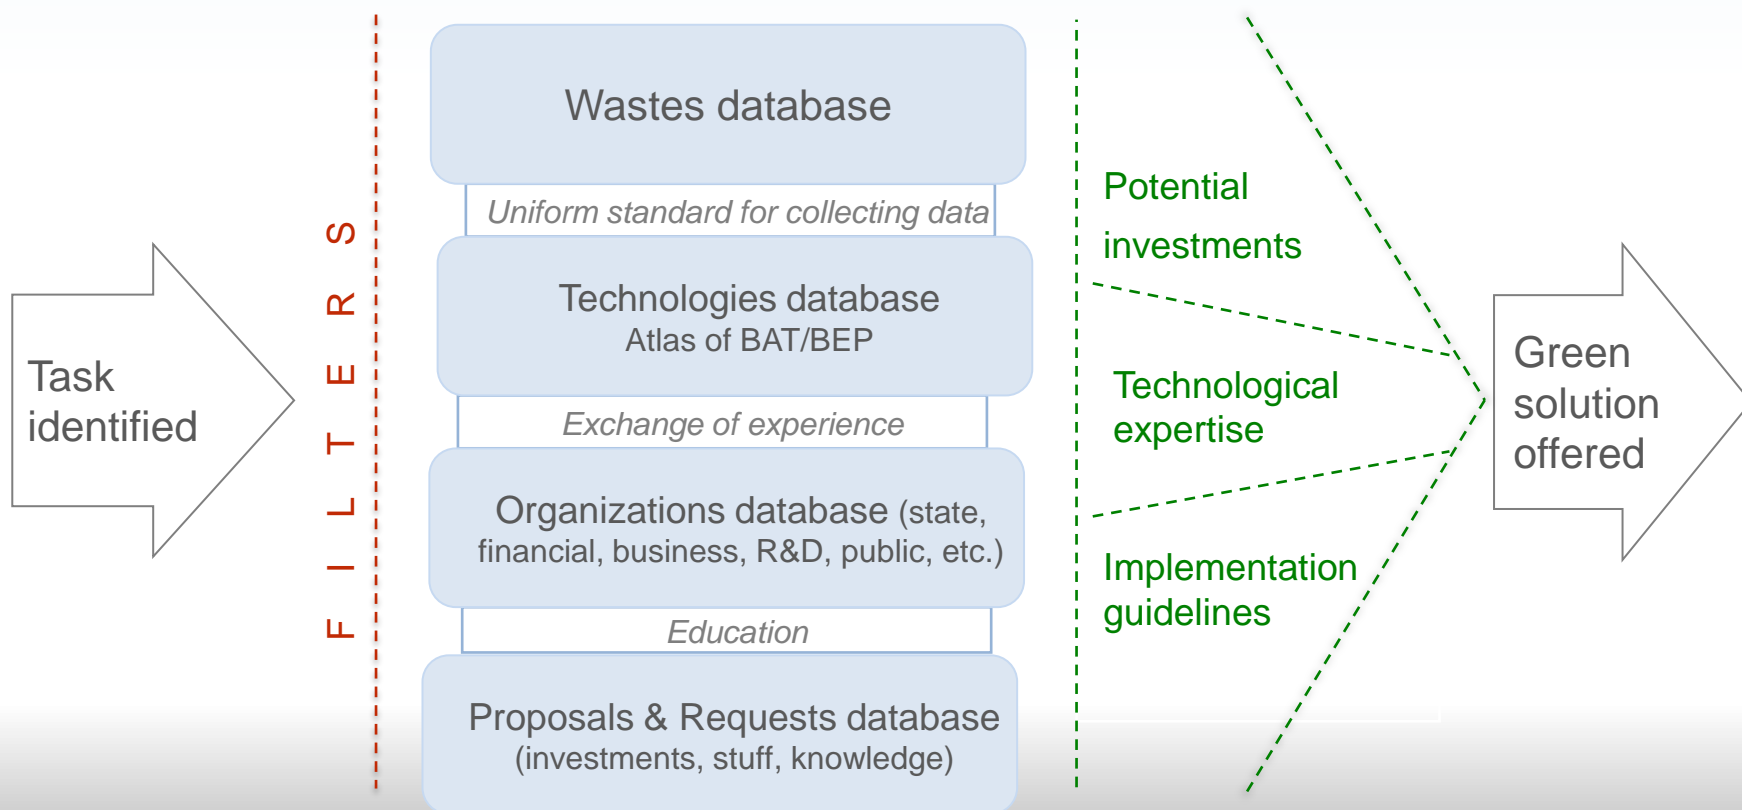 Task
identified
FILTERS
Wastes database
Uniform standard for collecting data
Technologies database
Atlas of BAT/BEP
Exchange of experience
Organizations database (state,
financial, business, R&D, public, etc.)
Education
Proposals & Requests database
(investments, stuff, knowledge)
Potential
investments
Technological
expertise
Implementation
guidelines
Green
solution
offered